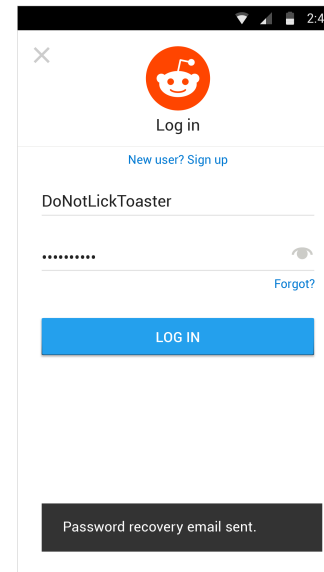 2:4
Log in
New user? Sign up
DoNotLickToaster
••••••••••
Forgot?
LOG IN
Password recovery email sent.